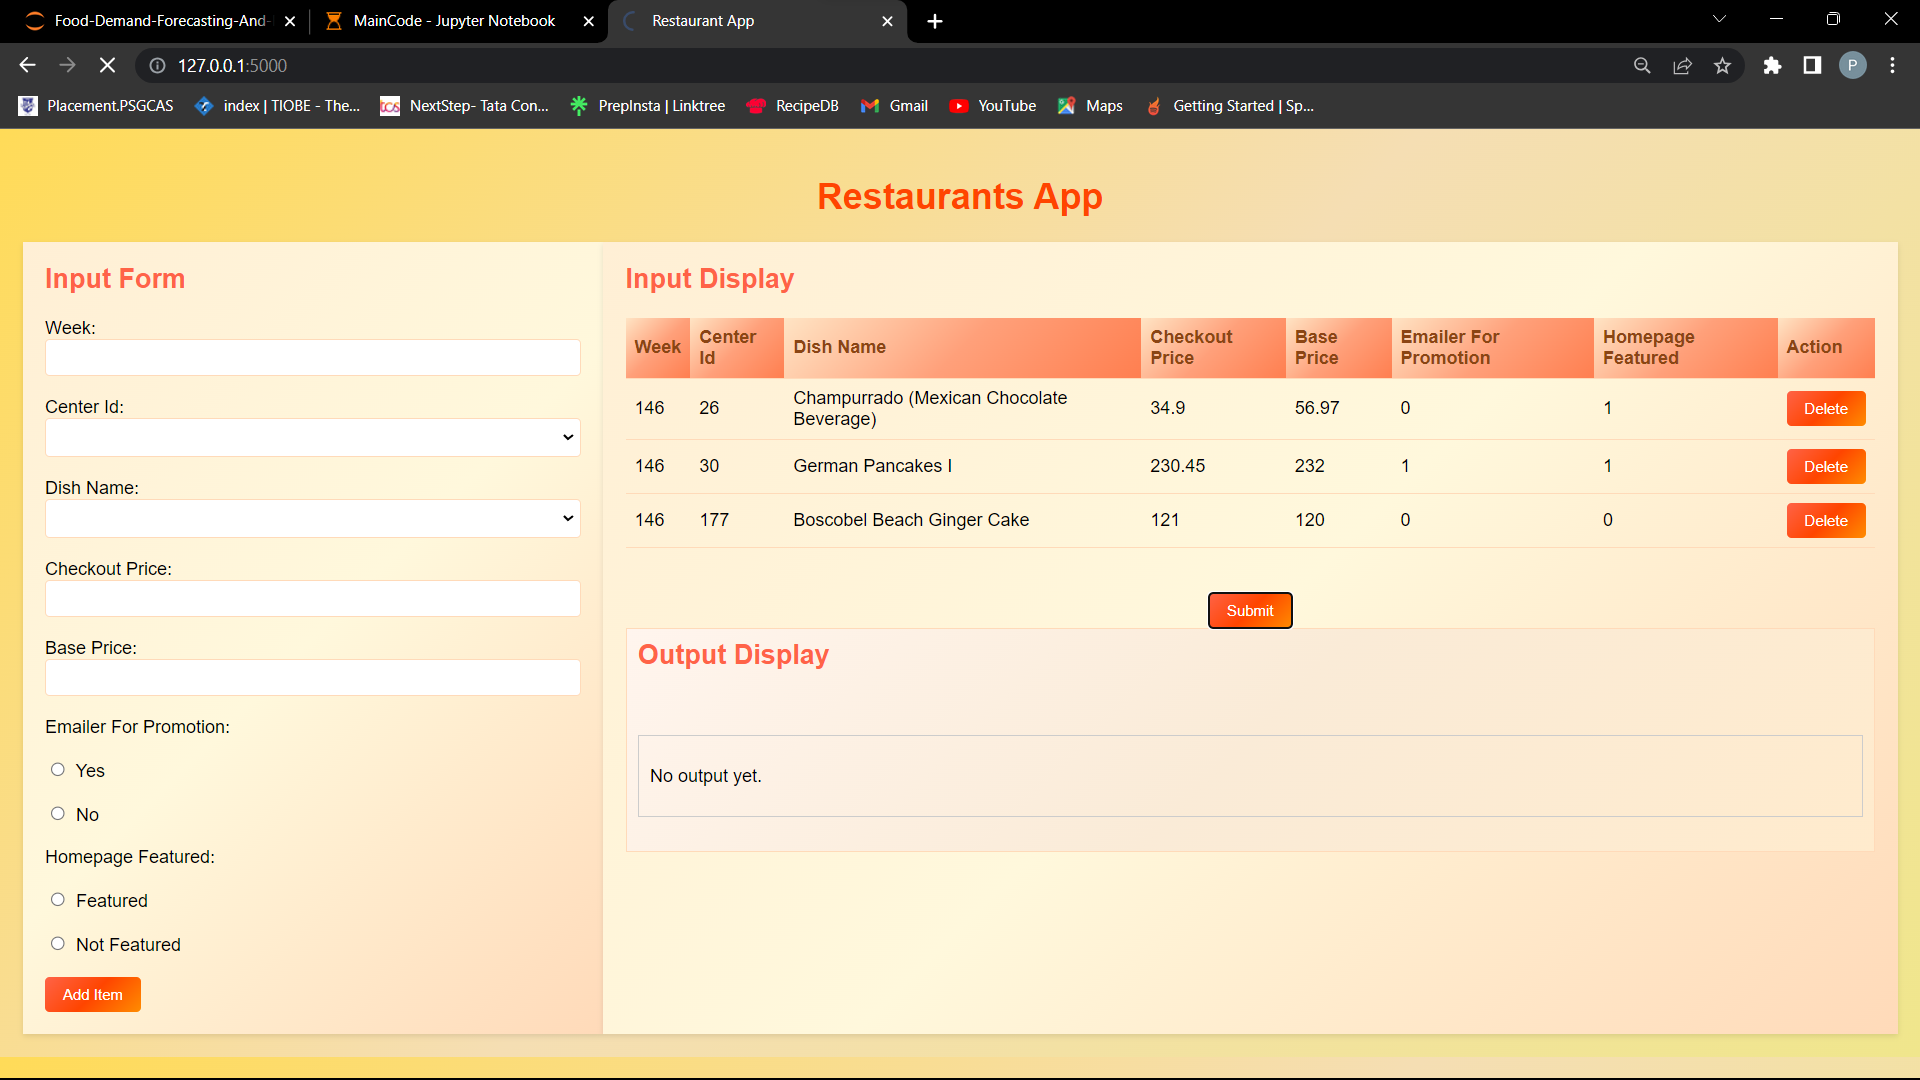 Food-Demand-Forecasting-And-
MainCode - Jupyter Notebook
Restaurant App
127.0.0.1:5000
P
Placement.PSGCAS
index | TIOBE - The...
tcs
NextStep- Tata Con...
PrepInsta | Linktree
RecipeDB
Gmail
YouTube
Maps
Getting Started | Sp...
Restaurants App
Input Form
Week:
Center Id:
Dish Name:
Checkout Price:
Base Price:
Emailer For Promotion:
Yes
No
Homepage Featured:
Featured
Not Featured
Add Item
Input Display
Week Center Id Dish Name Checkout Price Base Price Emailer For Promotion Homepage Featured Action
146 26 Champurrado (Mexican Chocolate Beverage) 34.9 56.97 0 1 Delete
146 30 German Pancakes I 230.45 232 1 1 Delete
146 177 Boscobel Beach Ginger Cake 121 120 0 0 Delete
Submit
Output Display
No output yet.